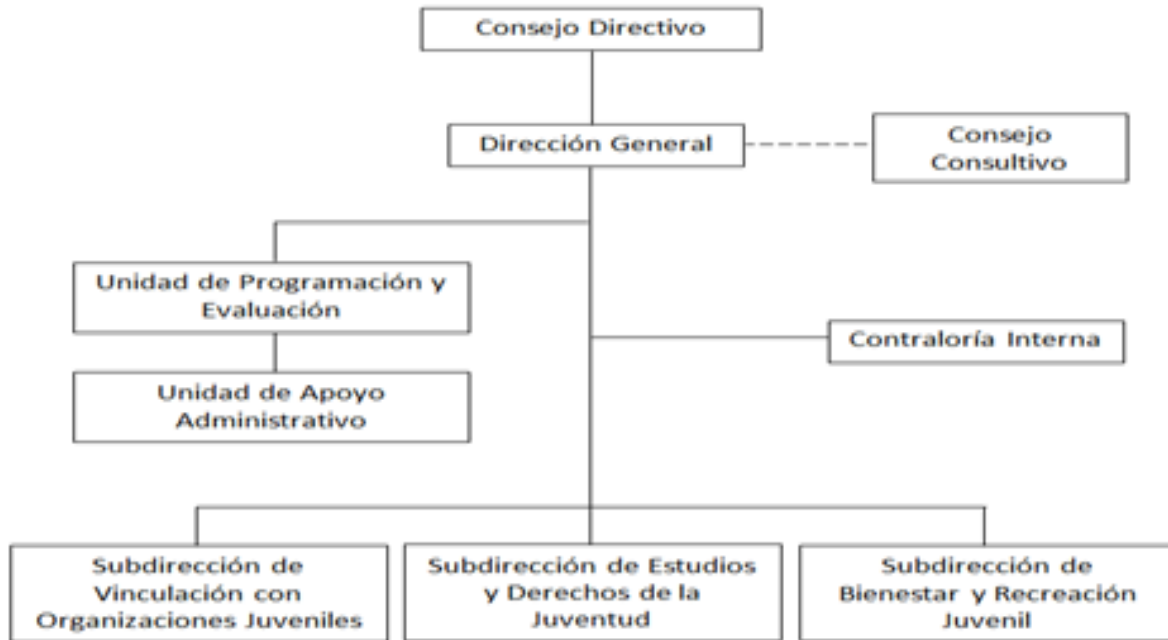 Consejo Directivo
Dirección General
Consejo
Consultivo
Unidad de Programación y
Evaluación
Contraloría Interna
Unidad de Apoyo
Administrativo
Subdirección de
Vinculación con
Organizaciones Juveniles
Subdirección de Estudios
y Derechos de la
Juventud
Subdirección de
Bienestar y Recreación
Juvenil